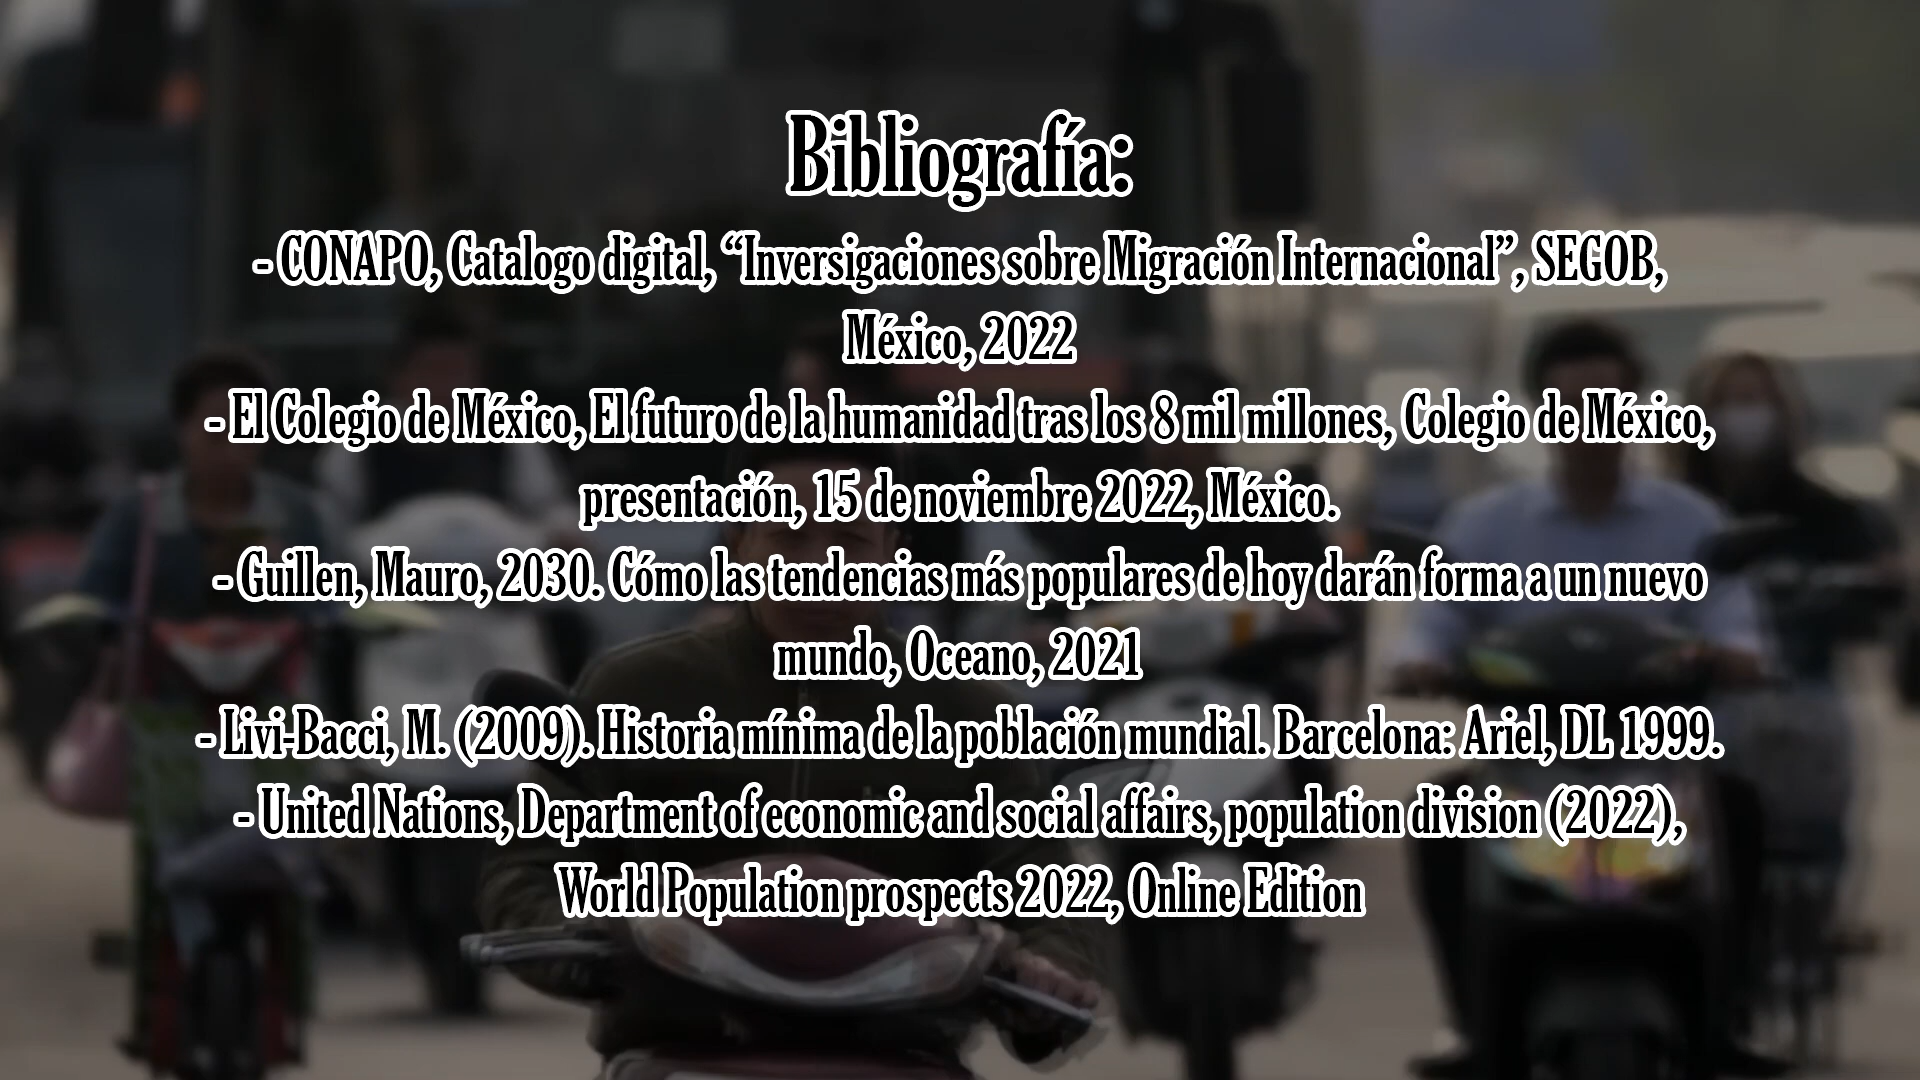 Bibliografía:
- CONAPO, Catalogo digital, “Inversigaciones sobre Migración Internacional”, SEGOB,
México, 2022
- El Colegio de México, El futuro de la humanidad tras los 8 mil millones, Colegio de México,
presentación, 15 de noviembre 2022, México.
- Guillen, Mauro, 2030. Cómo las tendencias más populares de hoy darán forma a un nuevo
mundo, Oceano, 2021
- Livi-Bacci, M. (2009). Historia mínima de la población mundial. Barcelona: Ariel, DL 1999.
- United Nations, Department of economic and social affairs, population division (2022),
World Population prospects 2022, Online Edition